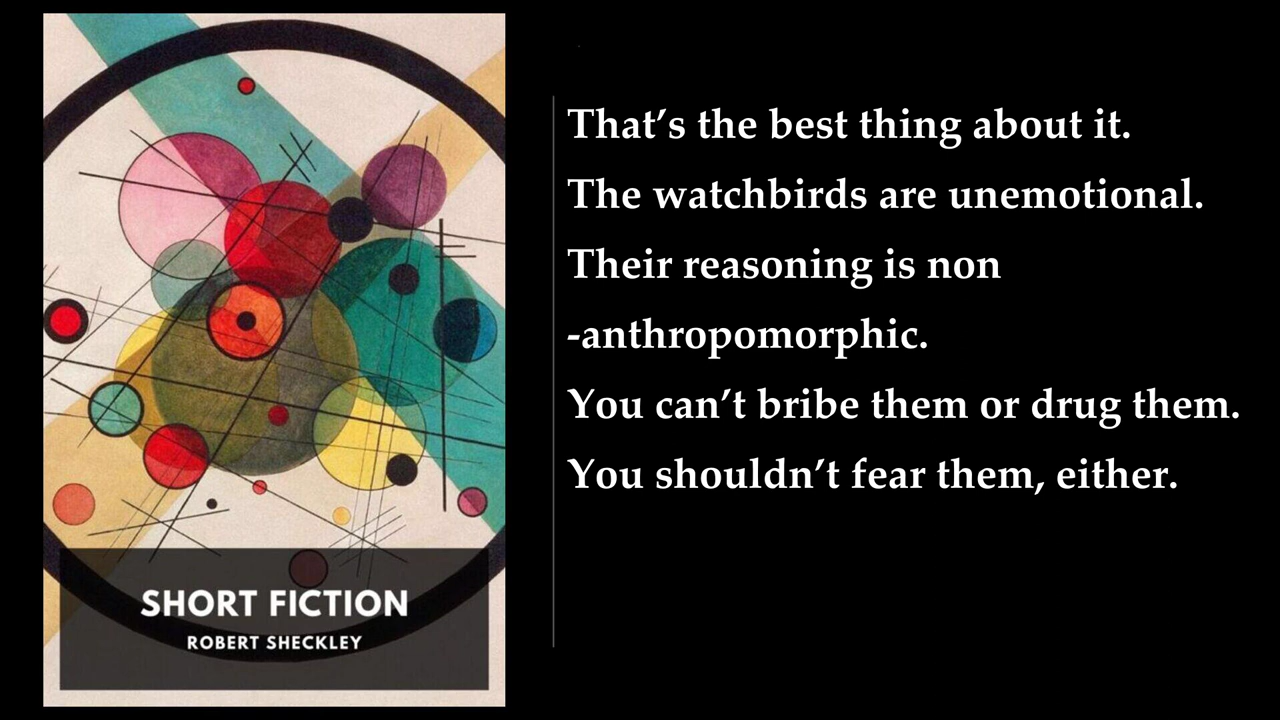 SHORT FICTION
ROBERT SHECKLEY
That’s the best thing about it.
The watchbirds are unemotional.
Their reasoning is non
-anthropomorphic.
You can’t bribe them or drug them.
You shouldn’t fear them, either.